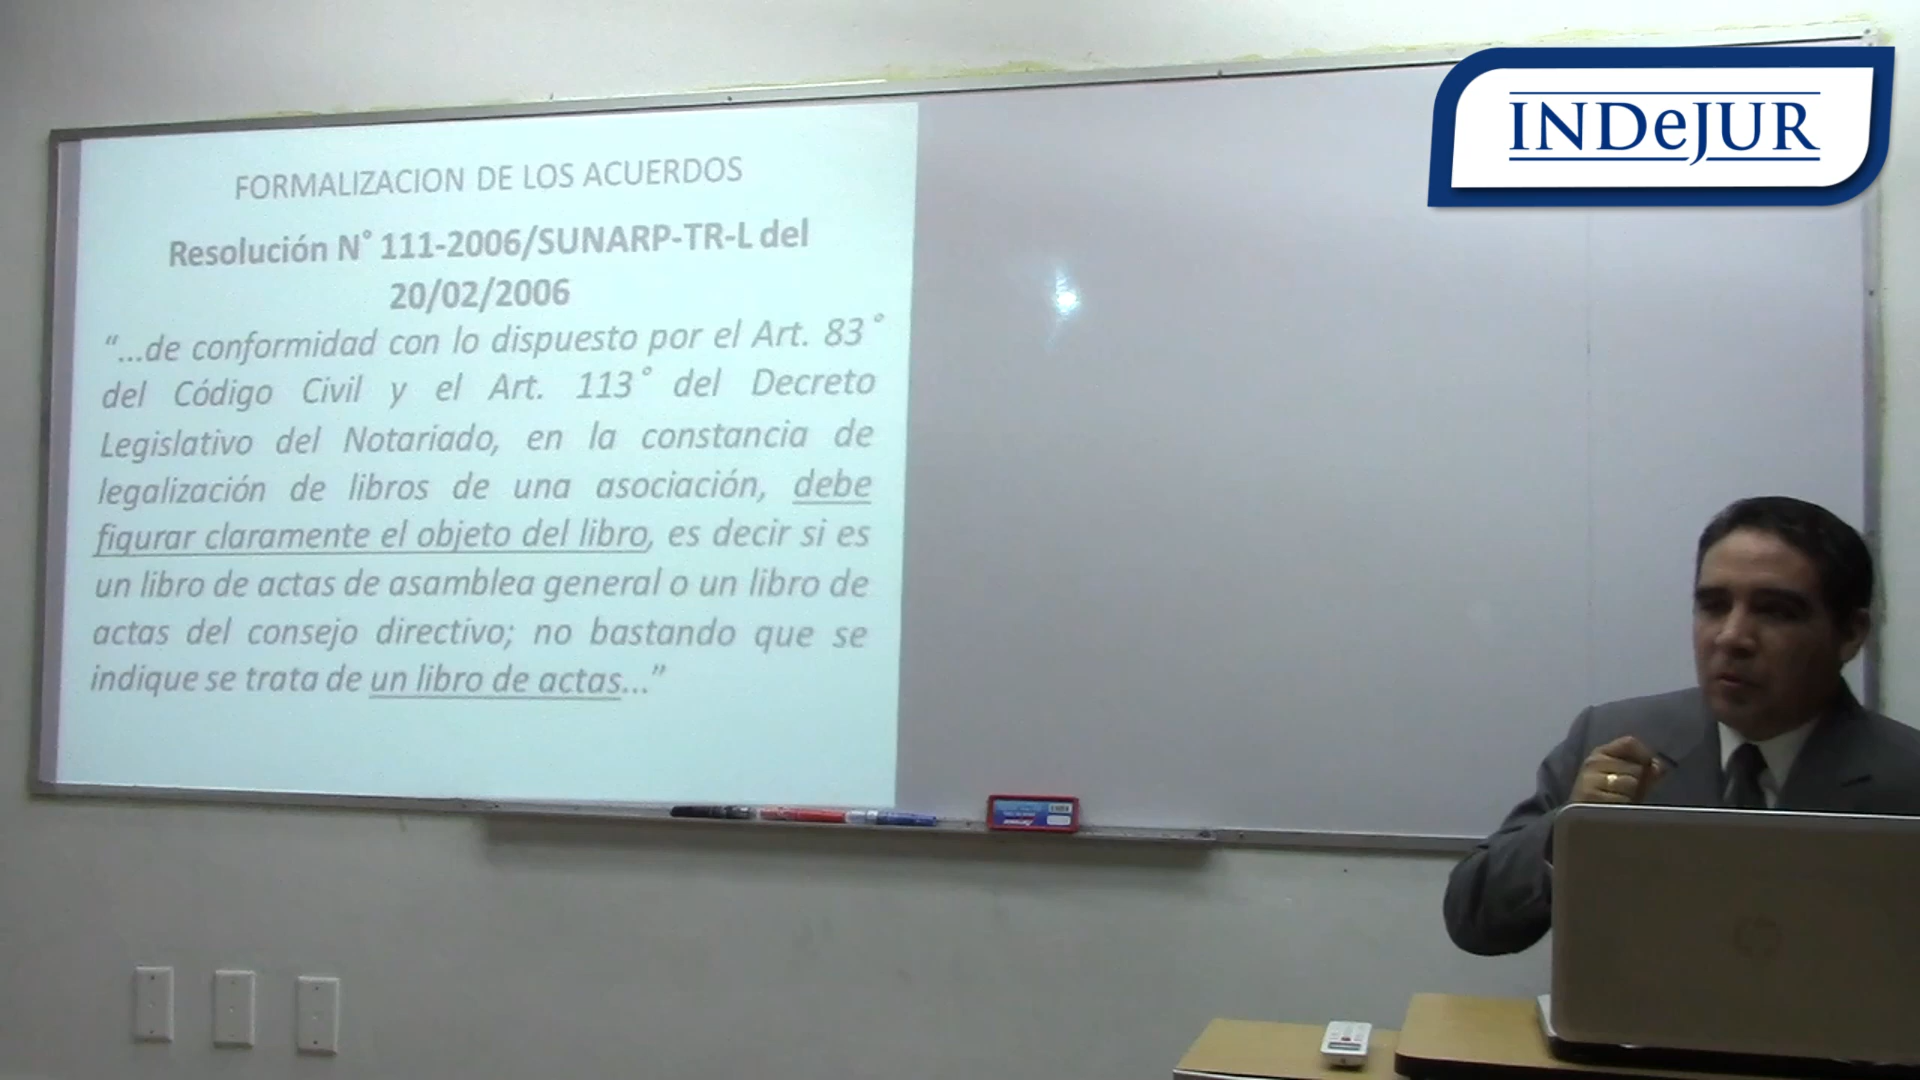 INDeJUR
FORMALIZACION DE LOS ACUERDOS
Resolución N° 111-2006/SUNARP-TR-L del
20/02/2006
“...de conformidad con lo dispuesto por el Art. 83°
del Código Civil y el Art. 113° del Decreto
Legislativo del Notariado, en la constancia de
legalización de libros de una asociación, debe
figurar claramente el objeto del libro, es decir si es
un libro de actas de asamblea general o un libro de
actas del consejo directivo; no bastando que se
indique se trata de un libro de actas...”